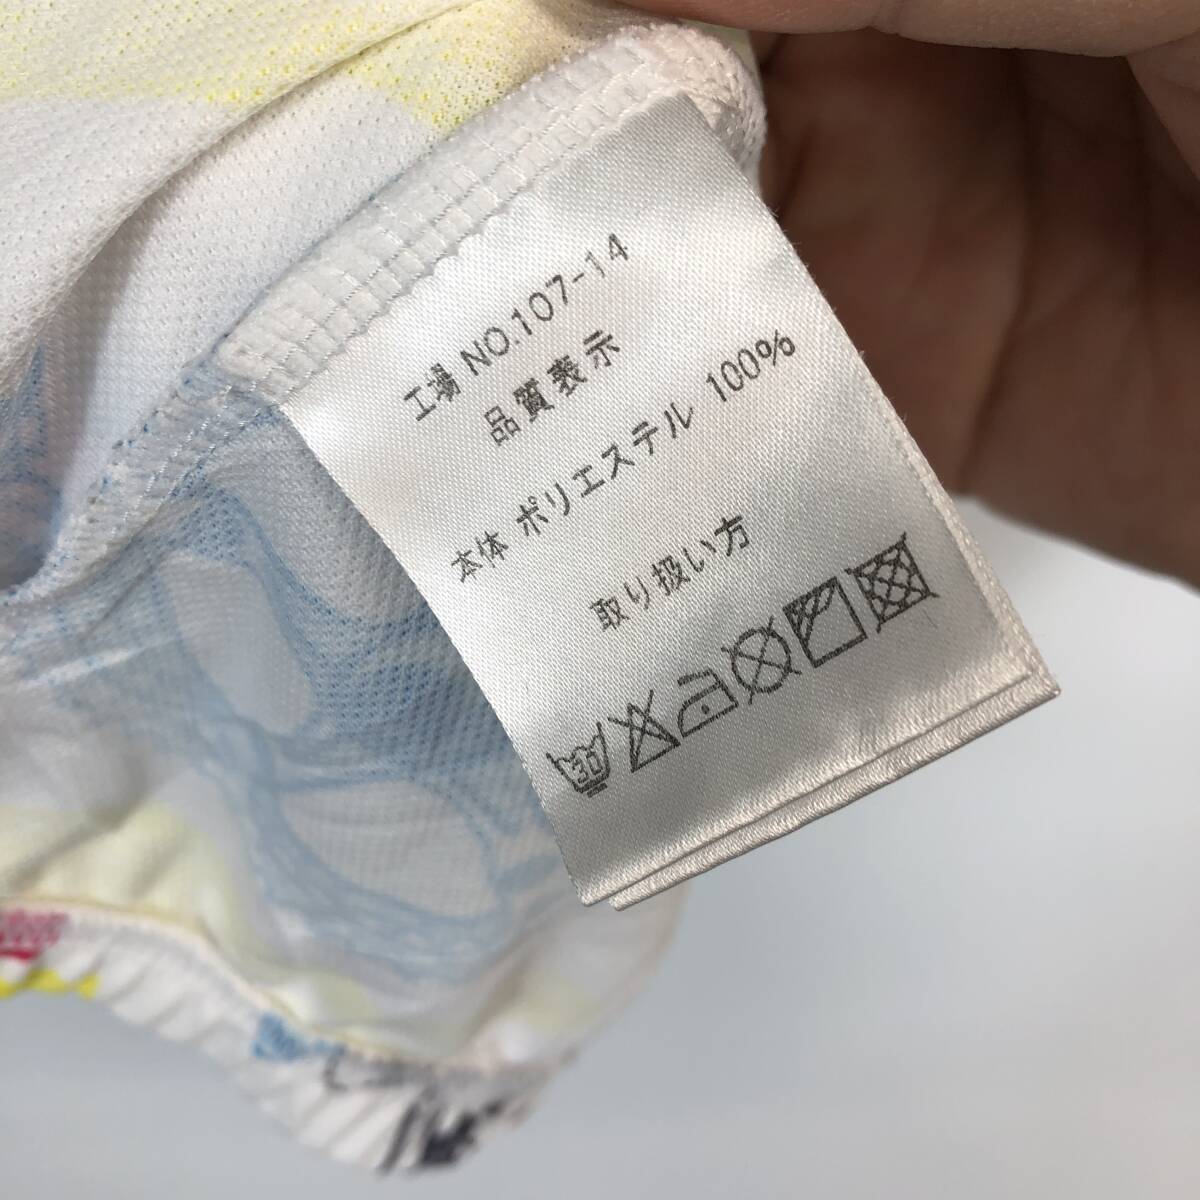 工場 NO.107-14
品質表示
本体 ポリエステル 100%
取り扱い方